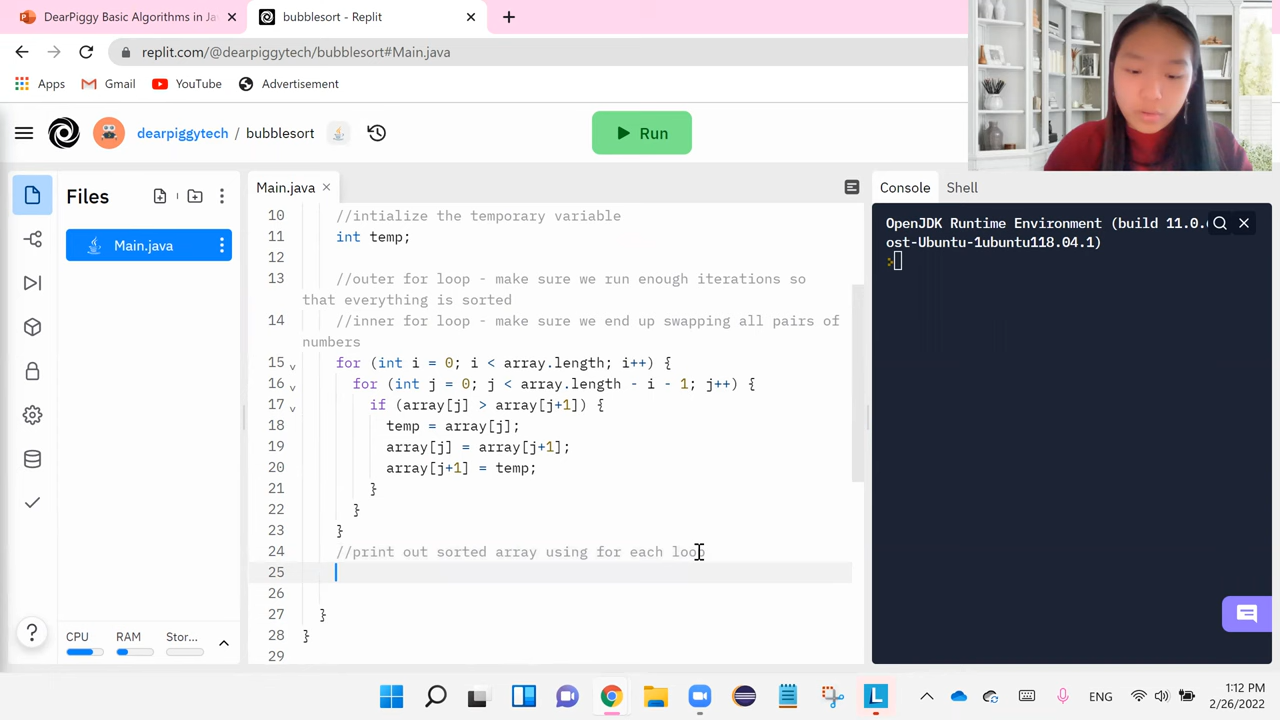 DearPiggy Basic Algorithms in Ja
bubblesort - Replit
replit.com/@dearpiggytech/bubblesort#Main.java
Apps Gmail YouTube Advertisement
dearpiggytech / bubblesort
Run
Files
Main.java
Main.java
Console Shell
10 //intialize the temporary variable
11 int temp;
12
13 //outer for loop - make sure we run enough iterations so
that everything is sorted
14 //inner for loop - make sure we end up swapping all pairs of
numbers
15 for (int i = 0; i < array.length; i++) {
16 for (int j = 0; j < array.length - i - 1; j++) {
17 if (array[j] > array[j+1]) {
18 temp = array[j];
19 array[j] = array[j+1];
20 array[j+1] = temp;
21 }
22 }
23 }
24 //print out sorted array using for each loop
25
26
27 }
28 }
29
OpenJDK Runtime Environment (build 11.0.
ost-Ubuntu-1ubuntu118.04.1)
>
?
CPU RAM Stor...
ENG
1:12 PM
2/26/2022